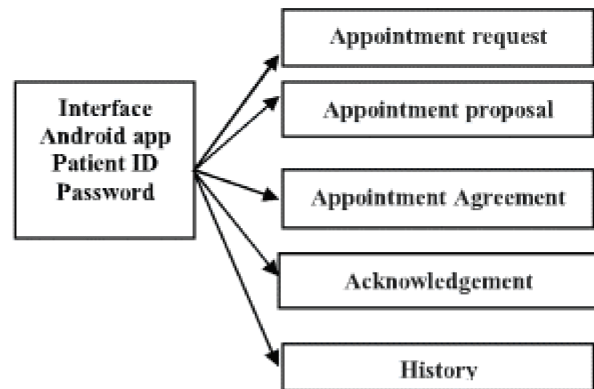 Interface
Android app
Patient ID
Password
Appointment request
Appointment proposal
Appointment Agreement
Acknowledgement
History